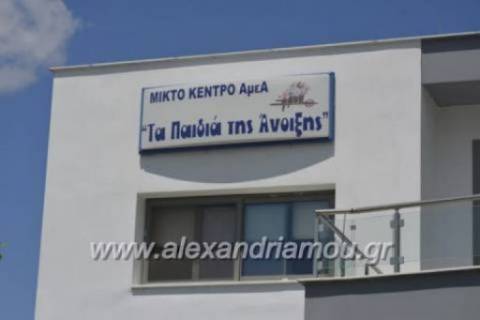 ΜΙΚΤΟ ΚΕΝΤΡΟ ΑμεΑ
"Τα Παιδιά της Άνοιξης"
www.alexandriamou.gr